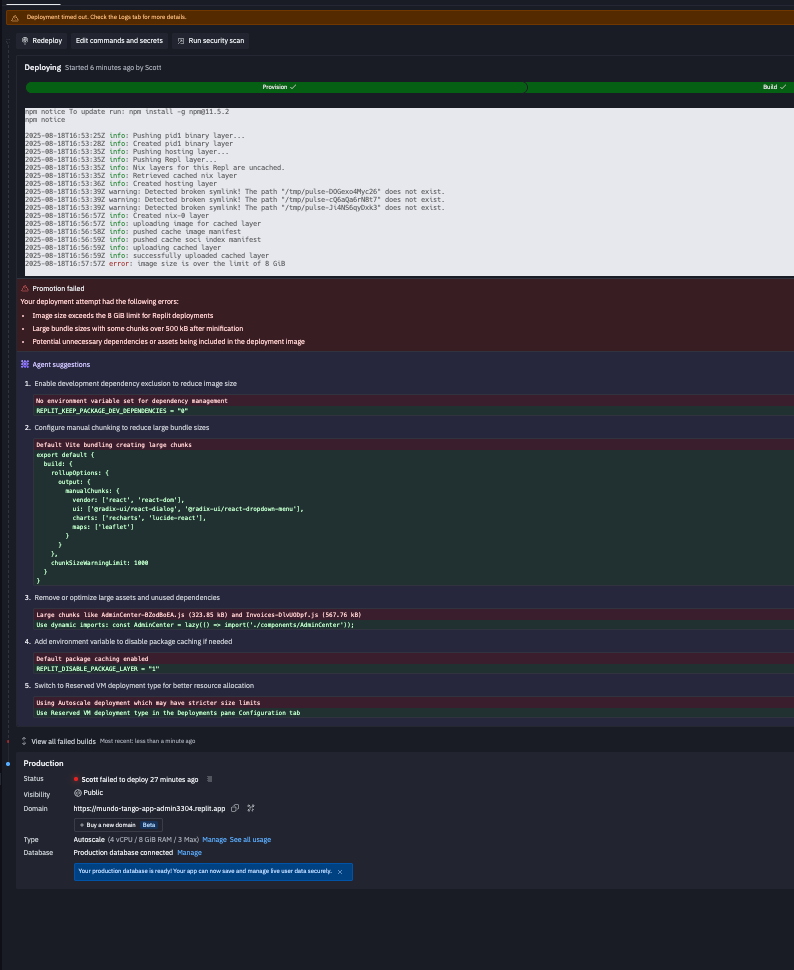 Deployment timed out. Check the Logs tab for more details.
Redeploy Edit commands and secrets Run security scan
Deploying Started 6 minutes ago by Scott
Provision Build
npm notice To update run: npm install -g npm@11.5.2
npm notice
2025-08-18T16:53:25Z info: Pushing pid1 binary layer...
2025-08-18T16:53:28Z info: Created pid1 binary layer
2025-08-18T16:53:35Z info: Pushing hosting layer...
2025-08-18T16:53:35Z info: Pushing Repl layer...
2025-08-18T16:53:35Z info: Nix layers for this Repl are uncached.
2025-08-18T16:53:35Z info: Retrieved cached nix layer
2025-08-18T16:53:36Z info: Created hosting layer
2025-08-18T16:53:39Z warning: Detected broken symlink! The path "/tmp/pulse-DOGexo4Myc26" does not exist.
2025-08-18T16:53:39Z warning: Detected broken symlink! The path "/tmp/pulse-cQ6aQa6rN8t7" does not exist.
2025-08-18T16:53:39Z warning: Detected broken symlink! The path "/tmp/pulse-Ji4N56qyDxk3" does not exist.
2025-08-18T16:56:57Z info: Created nix-0 layer
2025-08-18T16:56:57Z info: uploading image for cached layer
2025-08-18T16:56:58Z info: pushed cache image manifest
2025-08-18T16:56:59Z info: pushed cache soci index manifest
2025-08-18T16:56:59Z info: uploading cached layer
2025-08-18T16:56:59Z info: successfully uploaded cached layer
2025-08-18T16:57:57Z error: image size is over the limit of 8 GiB
Promotion failed
Your deployment attempt had the following errors:
• Image size exceeds the 8 GiB limit for Replit deployments
• Large bundle sizes with some chunks over 500 kB after minification
• Potential unnecessary dependencies or assets being included in the deployment image
Agent suggestions
1. Enable development dependency exclusion to reduce image size
No environment variable set for dependency management
REPLIT_KEEP_PACKAGE_DEV_DEPENDENCIES = "0"
2. Configure manual chunking to reduce large bundle sizes
Default Vite bundling creating large chunks
export default {
build: {
rollupOptions: {
output: {
manualChunks: {
vendor: ['react', 'react-dom'],
ui: ['@radix-ui/react-dialog', '@radix-ui/react-dropdown-menu'],
charts: ['recharts', 'lucide-react'],
maps: ['leaflet']
}
}
},
chunkSizeWarningLimit: 1000
}
}
3. Remove or optimize large assets and unused dependencies
Large chunks like AdminCenter-BZodBoEA.js (323.85 kB) and Invoices-DlvUODpf.js (567.76 kB)
Use dynamic imports: const AdminCenter = lazy(() => import('./components/AdminCenter'));
4. Add environment variable to disable package caching if needed
Default package caching enabled
REPLIT_DISABLE_PACKAGE_LAYER = "1"
5. Switch to Reserved VM deployment type for better resource allocation
Using Autoscale deployment which may have stricter size limits
Use Reserved VM deployment type in the Deployments pane Configuration tab
View all failed builds Most recent: less than a minute ago
Production
Status Scott failed to deploy 27 minutes ago
Visibility Public
Domain https://mundo-tango-app-admin3304.replit.app
+ Buy a new domain Beta
Type Autoscale (4 vCPU / 8 GiB RAM / 3 Max) Manage See all usage
Database Production database connected Manage
Your production database is ready! Your app can now save and manage live user data securely.